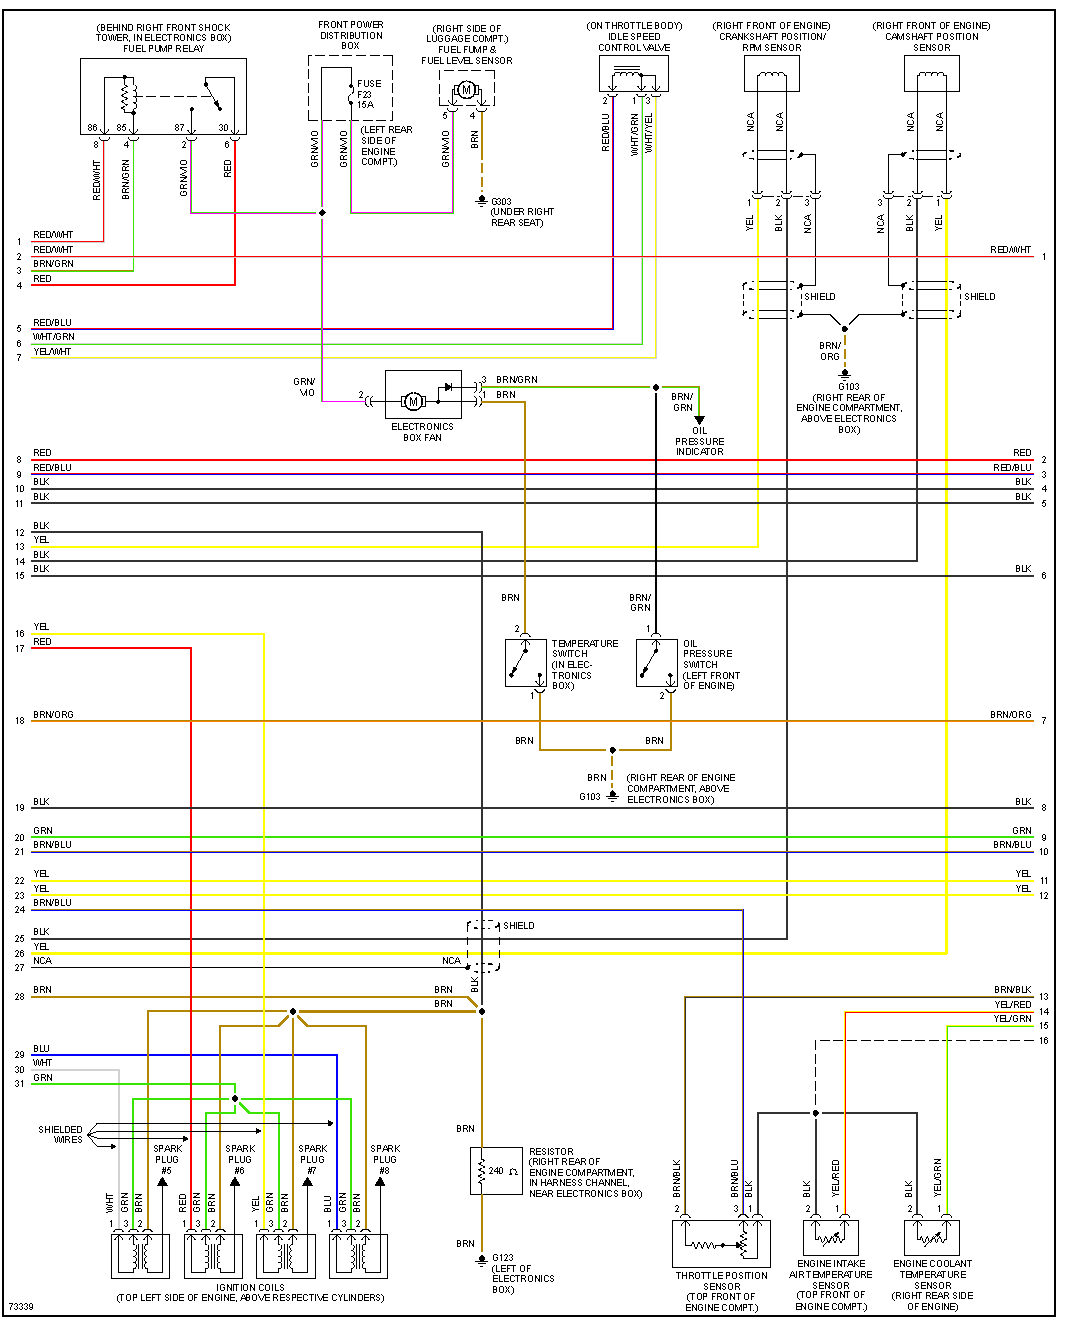 (BEHIND RIGHT FRONT SHOCK
TOWER, IN ELECTRONICS BOX)
FUEL PUMP RELAY
FRONT POWER
DISTRIBUTION
BOX
(RIGHT SIDE OF
LUGGAGE COMPT.)
FUEL FUMP &
FUEL LEVEL SENSOR
(ON THROTTLE BODY)
IDLE SPEED
CONTROL VALVE
(RIGHT FRONT OF ENGINE)
CRANKSHAFT POSITION/
RPM SENSOR
(RIGHT FRONT OF ENGINE)
CAMSHAFT POSITION
SENSOR
FUSE
F23
15A
M
86 85 87 30
8 4 2 6
5 4
2 1 3
(LEFT REAR
SIDE OF
ENGINE
COMPT.)
RED/WHT
BRN/GRN
GRN/VIO
RED
GRN/VIO
GRN/VIO
GRN/VIO
BRN
RED/BLU
WHT/GRN
WHT/YEL
NCA
NCA
NCA
NCA
1 2 3
3 2 1
YEL
BLK
NCA
NCA
BLK
YEL
G303
(UNDER RIGHT
REAR SEAT)
1 RED/WHT
2 RED/WHT RED/WHT 1
3 BRN/GRN
4 RED
SHIELD
SHIELD
5 RED/BLU
6 WHT/GRN
7 YEL/WHT
BRN/
ORG
G103
(RIGHT REAR OF
ENGINE COMPARTMENT,
ABOVE ELECTRONICS
BOX)
GRN/
VIO
2
M
3 BRN/GRN
1 BRN
ELECTRONICS
BOX FAN
BRN/
GRN
OIL
PRESSURE
INDICATOR
8 RED RED 2
9 RED/BLU RED/BLU 3
10 BLK BLK 4
11 BLK BLK 5
12 BLK
13 YEL
14 BLK
15 BLK BLK 6
BRN
BRN/
GRN
2
1
TEMPERATURE
SWITCH
(IN ELEC-
TRONICS
BOX)
OIL
PRESSURE
SWITCH
(LEFT FRONT
OF ENGINE)
1
2
16 YEL
17 RED
18 BRN/ORG BRN/ORG 7
BRN
BRN
BRN
G103
(RIGHT REAR OF ENGINE
COMPARTMENT, ABOVE
ELECTRONICS BOX)
19 BLK BLK 8
20 GRN GRN 9
21 BRN/BLU BRN/BLU 10
22 YEL YEL 11
23 YEL YEL 12
24 BRN/BLU
SHIELD
25 BLK
26 YEL
27 NCA NCA
BLK
28 BRN BRN
BRN
BRN/BLK 13
YEL/RED 14
YEL/GRN 15
16
29 BLU
30 WHT
31 GRN
SHIELDED
WIRES
SPARK
PLUG
#5
SPARK
PLUG
#6
SPARK
PLUG
#7
SPARK
PLUG
#8
WHT
GRN
BRN
RED
GRN
BRN
YEL
GRN
BRN
BLU
GRN
BRN
1 3 2
1 3 2
1 3 2
1 3 2
IGNITION COILS
(TOP LEFT SIDE OF ENGINE, ABOVE RESPECTIVE CYLINDERS)
BRN
240 Ω
RESISTOR
(RIGHT REAR OF
ENGINE COMPARTMENT,
IN HARNESS CHANNEL,
NEAR ELECTRONICS BOX)
BRN
G123
(LEFT OF
ELECTRONICS
BOX)
BRN/BLK
BRN/BLU
BLK
BLK
YEL/RED
BLK
YEL/GRN
2 3 1
2 1
2 1
THROTTLE POSITION
SENSOR
(TOP FRONT OF
ENGINE COMPT.)
ENGINE INTAKE
AIR TEMPERATURE
SENSOR
(TOP FRONT OF
ENGINE COMPT.)
ENGINE COOLANT
TEMPERATURE
SENSOR
(RIGHT REAR SIDE
OF ENGINE)
73339